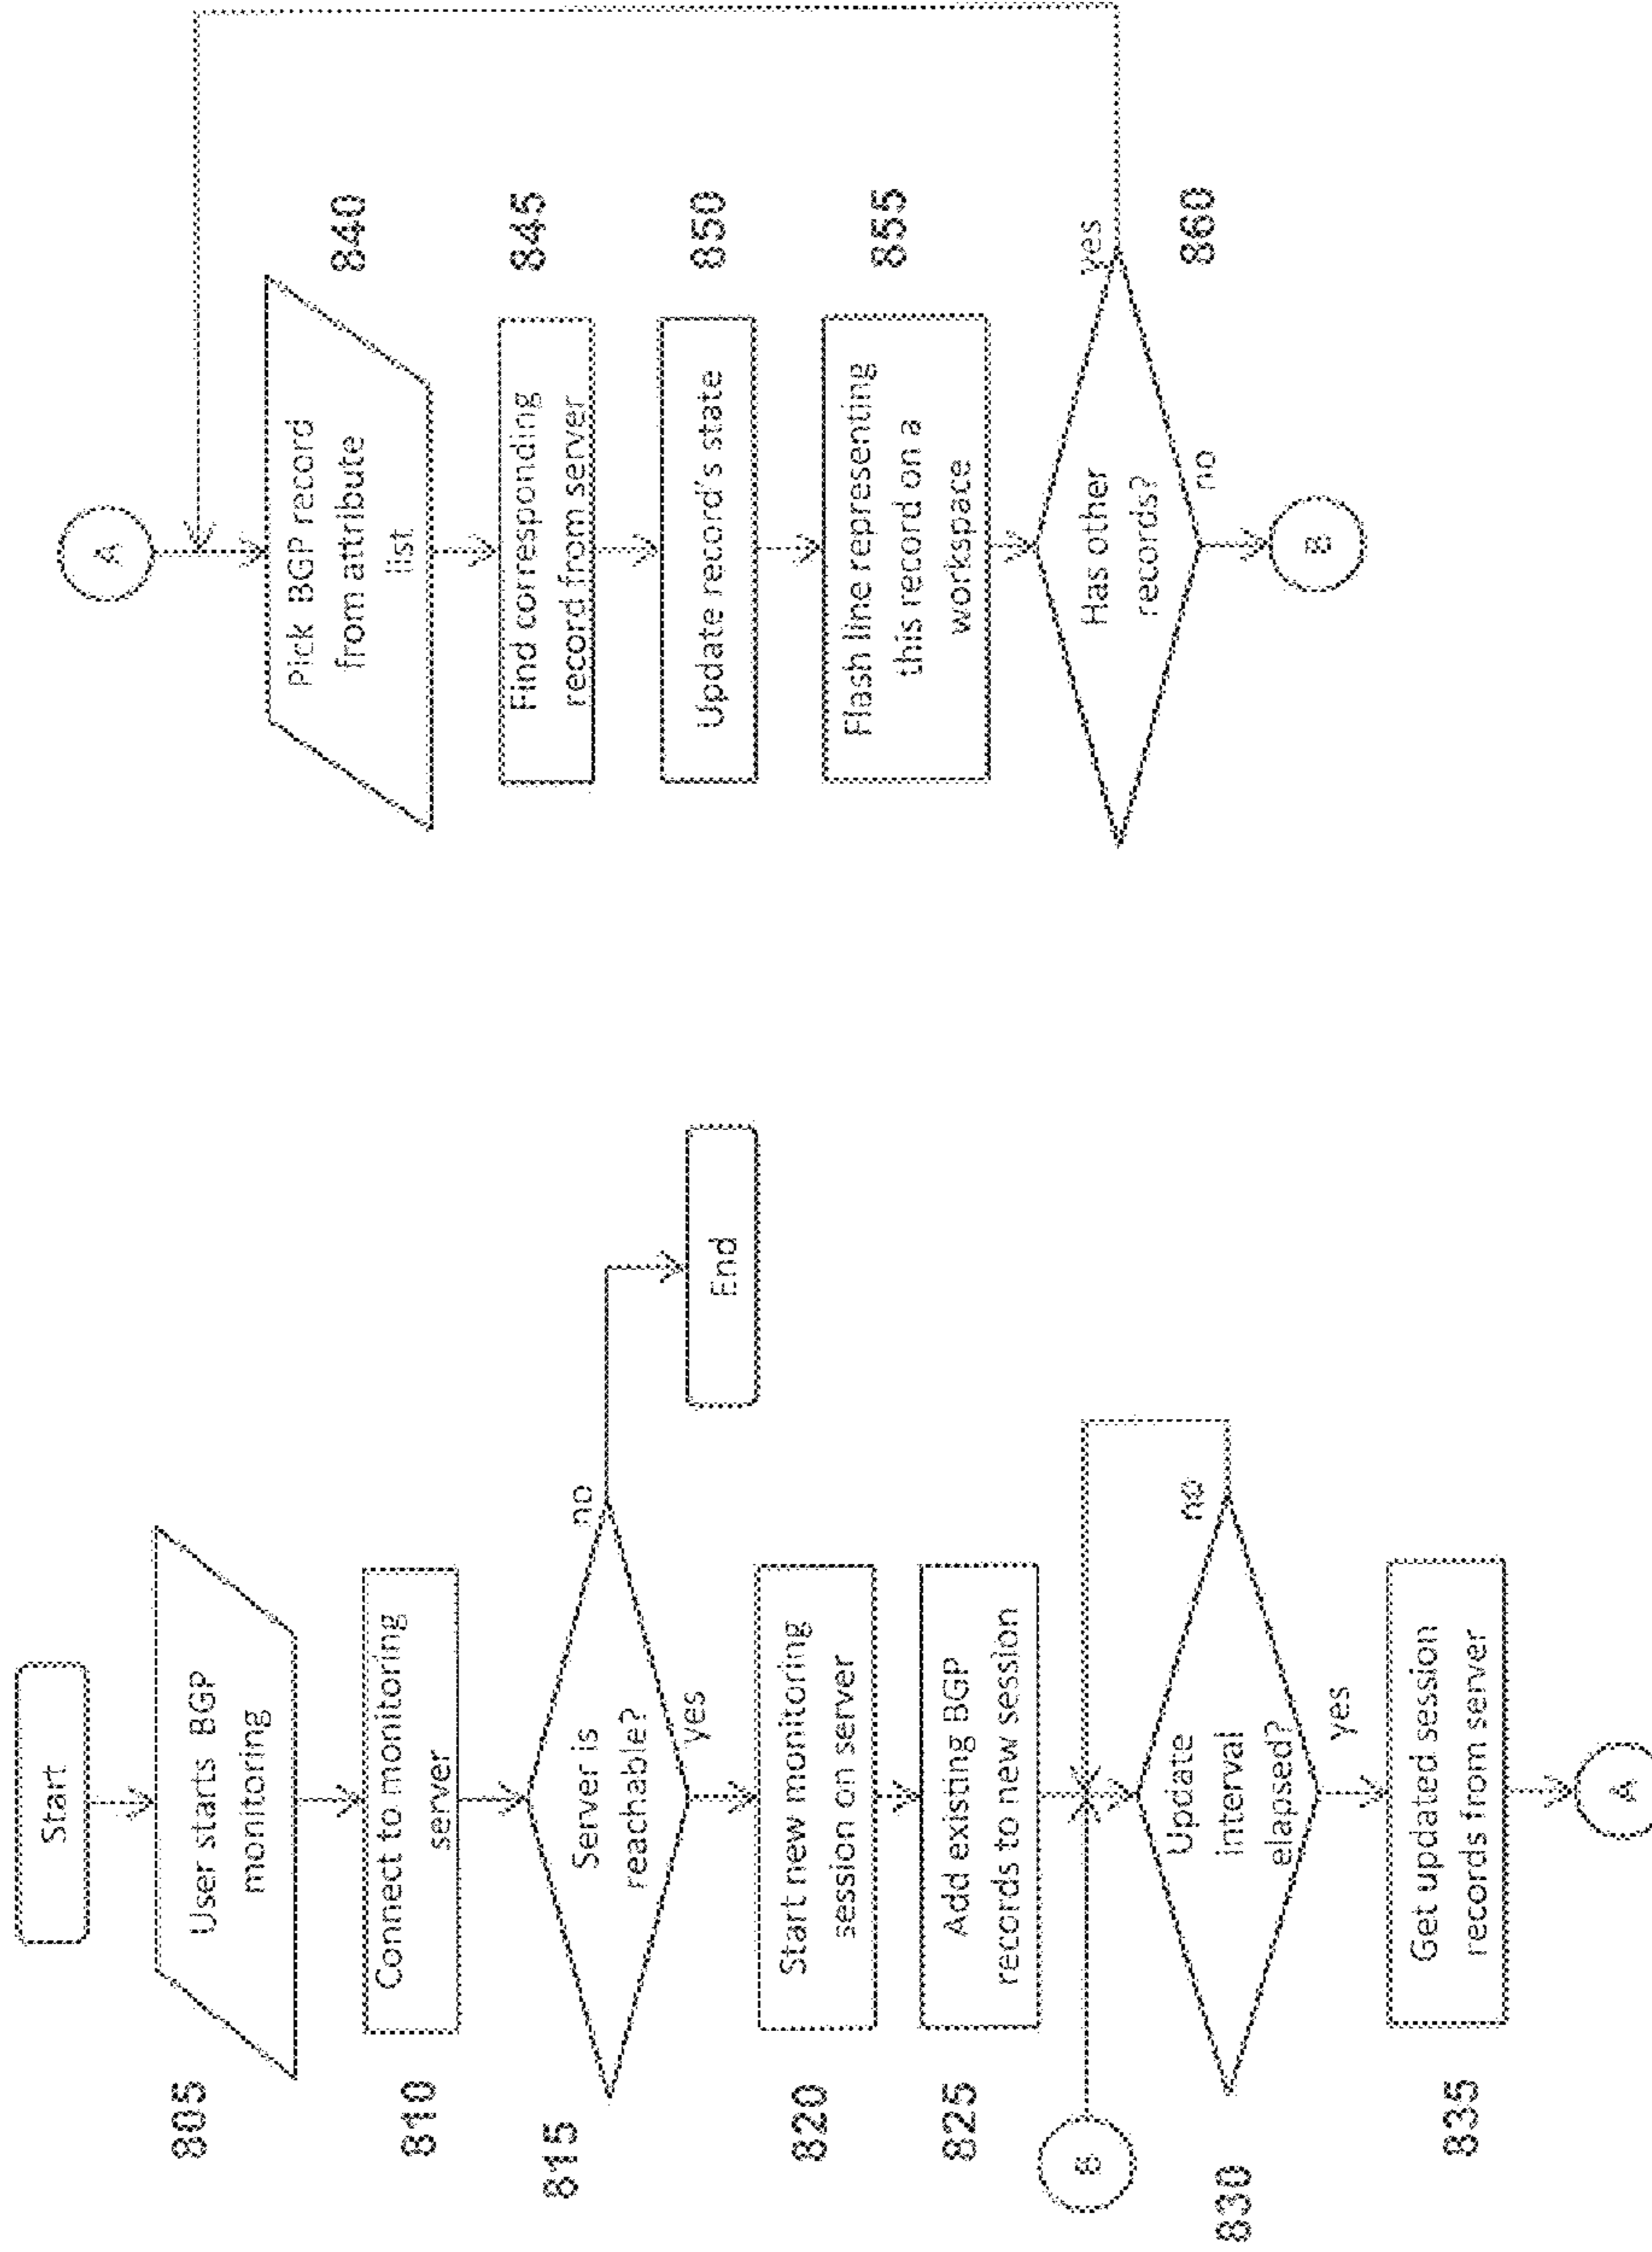 Start
805
User starts BGP
monitoring
810
Connect to monitoring
server
815
Server is
reachable?
no
End
yes
820
Start new monitoring
session on server
825
Add existing BGP
records to new session
B
830
Update
interval
elapsed?
no
yes
835
Get updated session
records from server
A
A
840
Pick BGP record
from attribute
list
845
Find corresponding
record from server
850
Update record's state
855
Flash line representing
this record on a
workspace
860
Has other
records?
yes
no
B